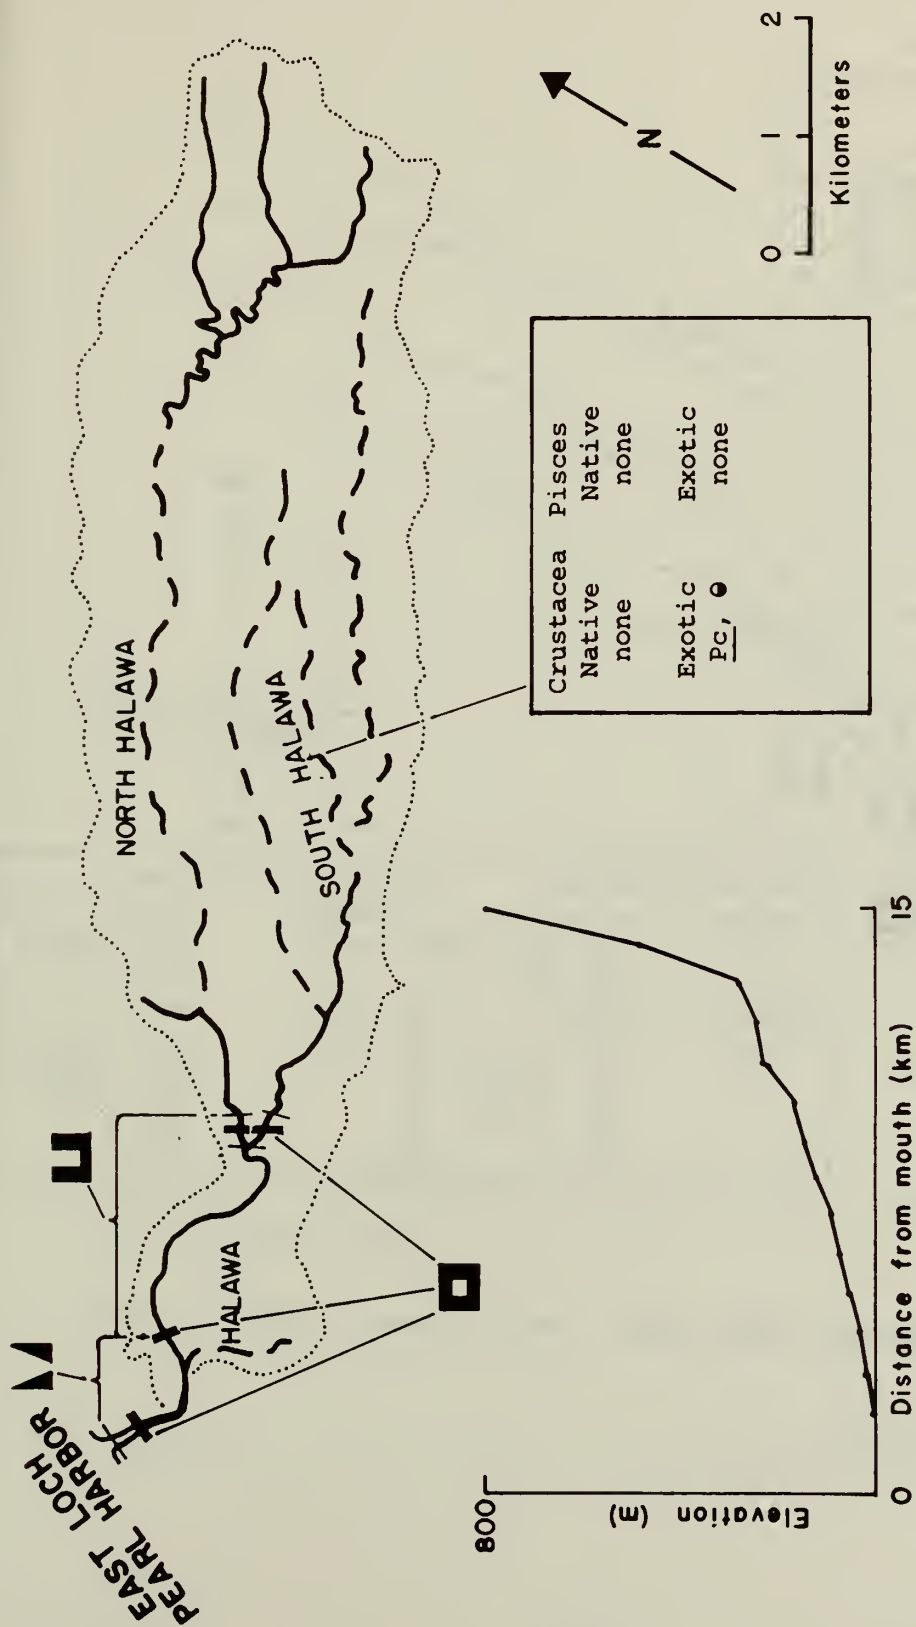 EAST LOCH
PEARL HARBOR
NORTH HALAWA
SOUTH HALAWA
HALAWA
Crustacea Pisces
Native Native
none none
Exotic Exotic
Pc, none
N
0 1 2
Kilometers
800
Elevation (m)
0 15
Distance from mouth (km)